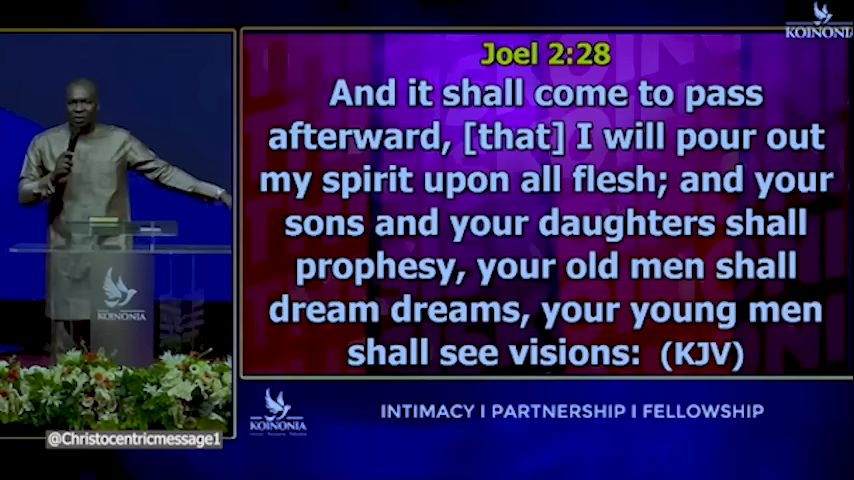 KOINONIA
Joel 2:28
And it shall come to pass
afterward, [that] I will pour out
my spirit upon all flesh; and your
sons and your daughters shall
prophesy, your old men shall
dream dreams, your young men
shall see visions: (KJV)
KOINONIA
KOINONIA
INTIMACY I PARTNERSHIP I FELLOWSHIP
@Christocentricmessage1